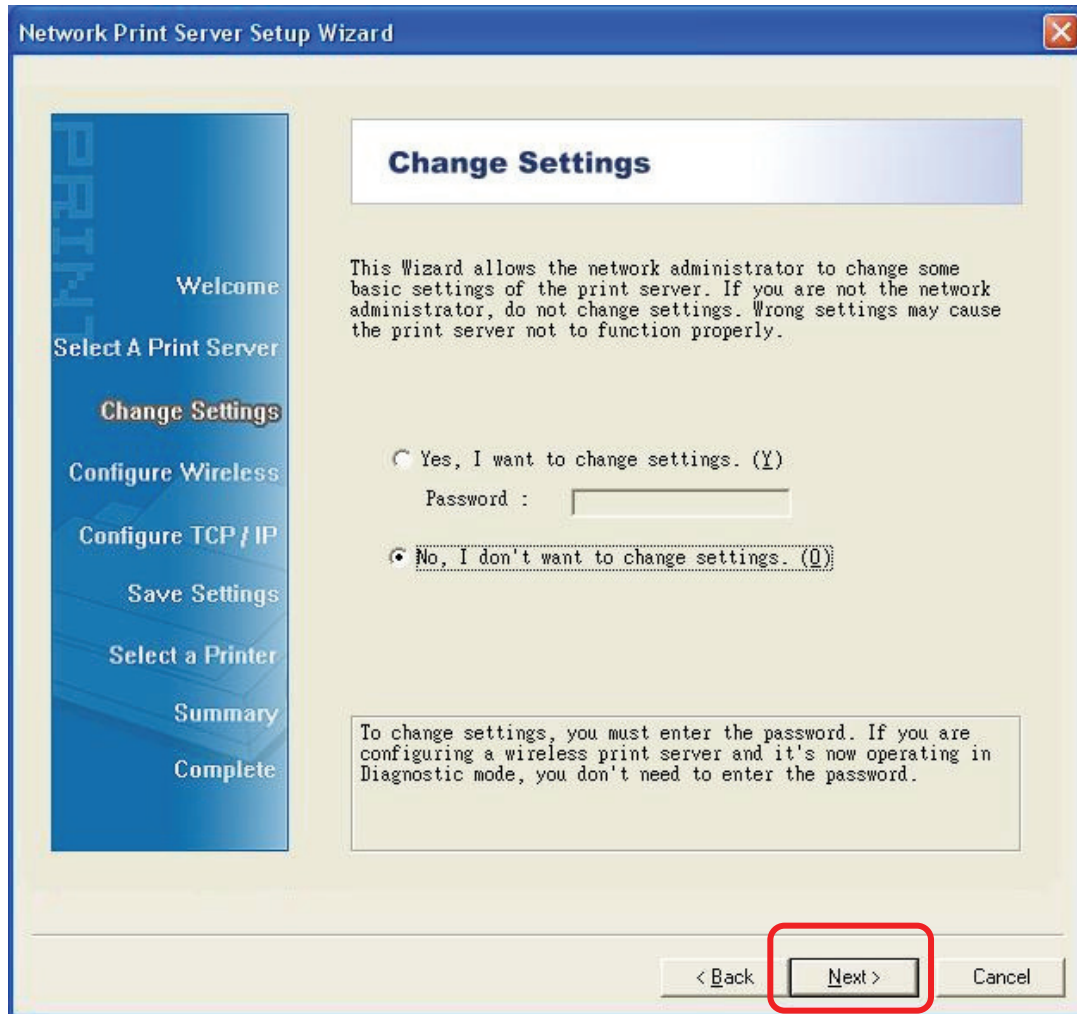 Network Print Server Setup Wizard
PRINT
Welcome
Select A Print Server
Change Settings
Configure Wireless
Configure TCP / IP
Save Settings
Select a Printer
Summary
Complete
Change Settings
This Wizard allows the network administrator to change some
basic settings of the print server. If you are not the network
administrator, do not change settings. Wrong settings may cause
the print server not to function properly.
Yes, I want to change settings. (Y)
Password :
No, I don't want to change settings. (O)
To change settings, you must enter the password. If you are
configuring a wireless print server and it's now operating in
Diagnostic mode, you don't need to enter the password.
< Back
Next >
Cancel